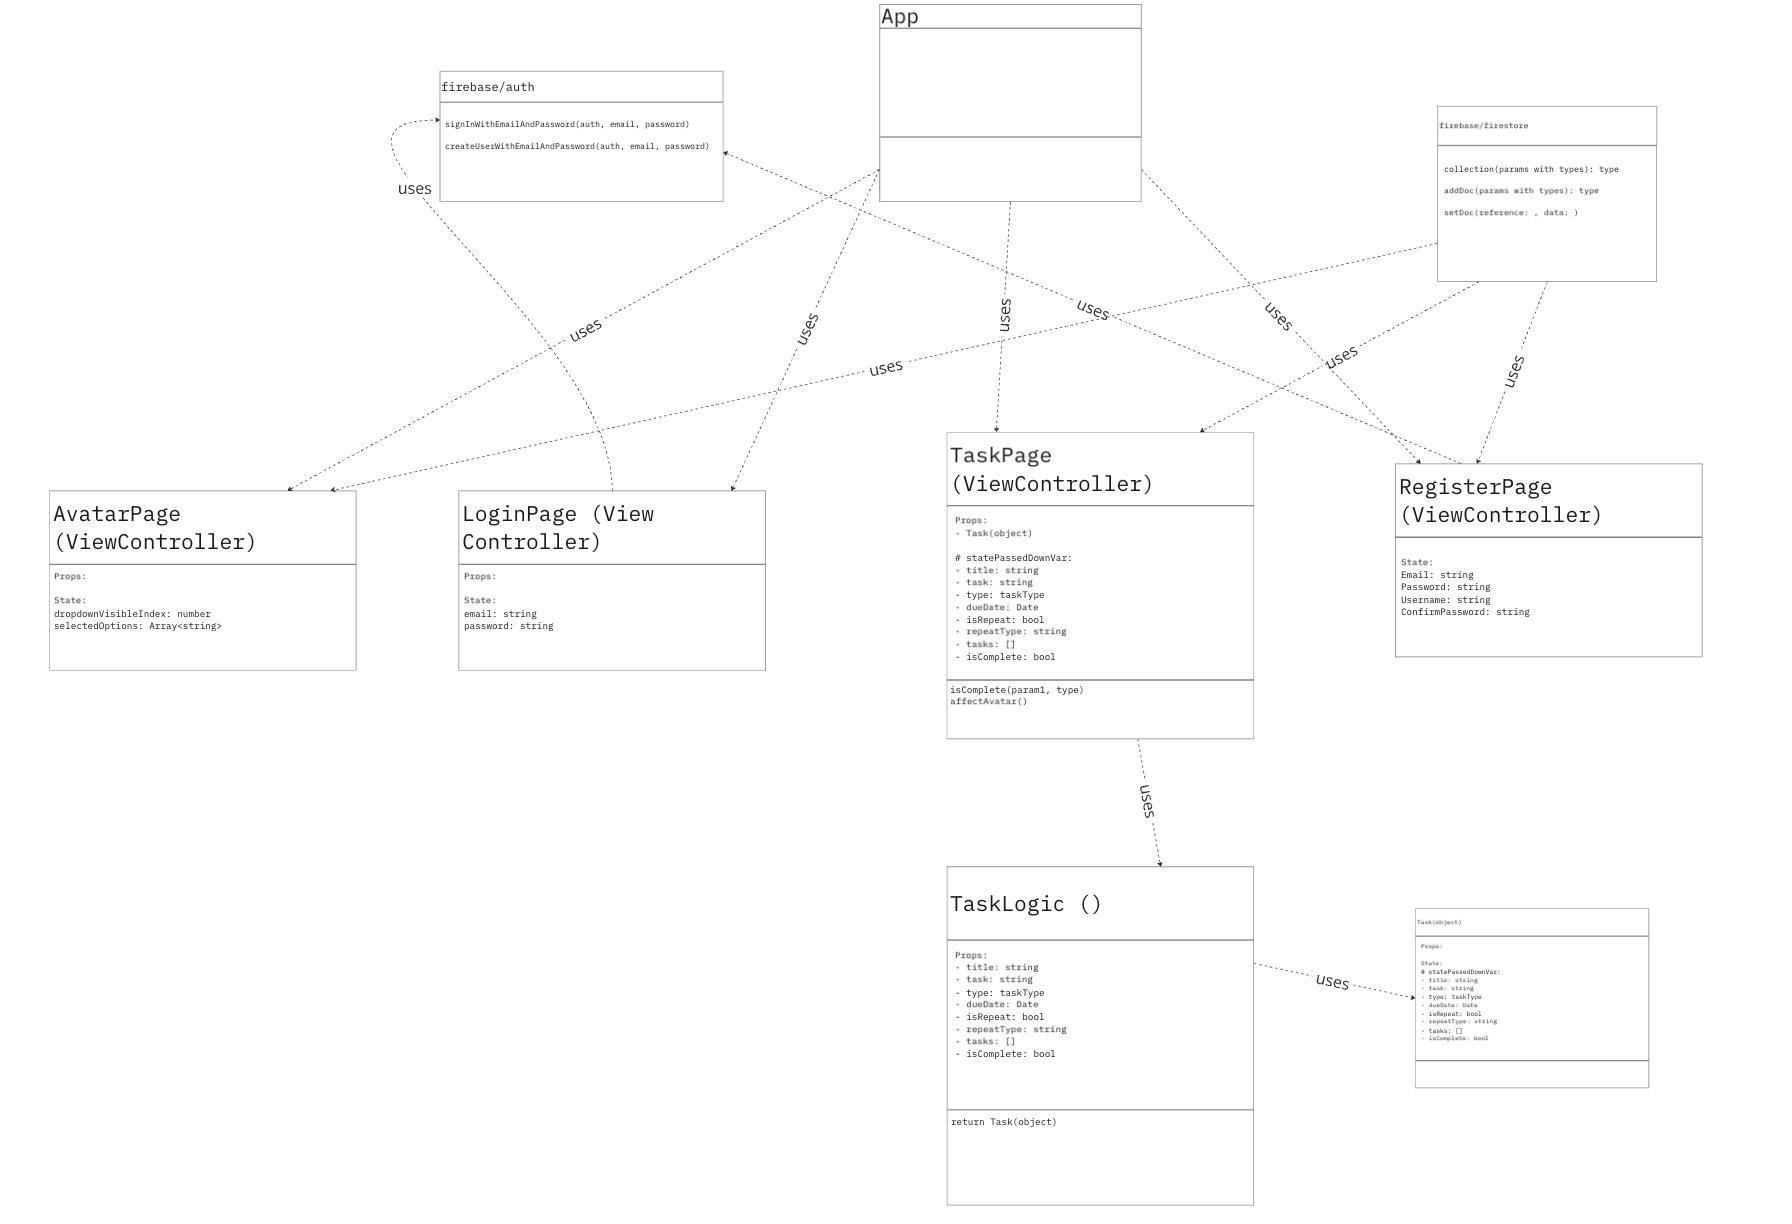 App
firebase/auth
signInWithEmailAndPassword(auth, email, password)
createUserWithEmailAndPassword(auth, email, password)
firebase/firestore
collection(params with types): type
addDoc(params with types): type
setDoc(reference: , data: )
uses
uses
uses
uses
uses
uses
uses
uses
uses
AvatarPage
(ViewController)
Props:
State:
dropdownVisibleIndex: number
selectedOptions: Array<string>
LoginPage (View
Controller)
Props:
State:
email: string
password: string
TaskPage
(ViewController)
Props:
- Task(object)
# statePassedDownVar:
- title: string
- task: string
- type: taskType
- dueDate: Date
- isRepeat: bool
- repeatType: string
- tasks: []
- isComplete: bool
isComplete(param1, type)
affectAvatar()
RegisterPage
(ViewController)
State:
Email: string
Password: string
Username: string
ConfirmPassword: string
uses
TaskLogic ()
Props:
- title: string
- task: string
- type: taskType
- dueDate: Date
- isRepeat: bool
- repeatType: string
- tasks: []
- isComplete: bool
return Task(object)
uses
Task(object)
Props:
State:
# statePassedDownVar:
- title: string
- task: string
- type: taskType
- dueDate: Date
- isRepeat: bool
- repeatType: string
- tasks: []
- isComplete: bool